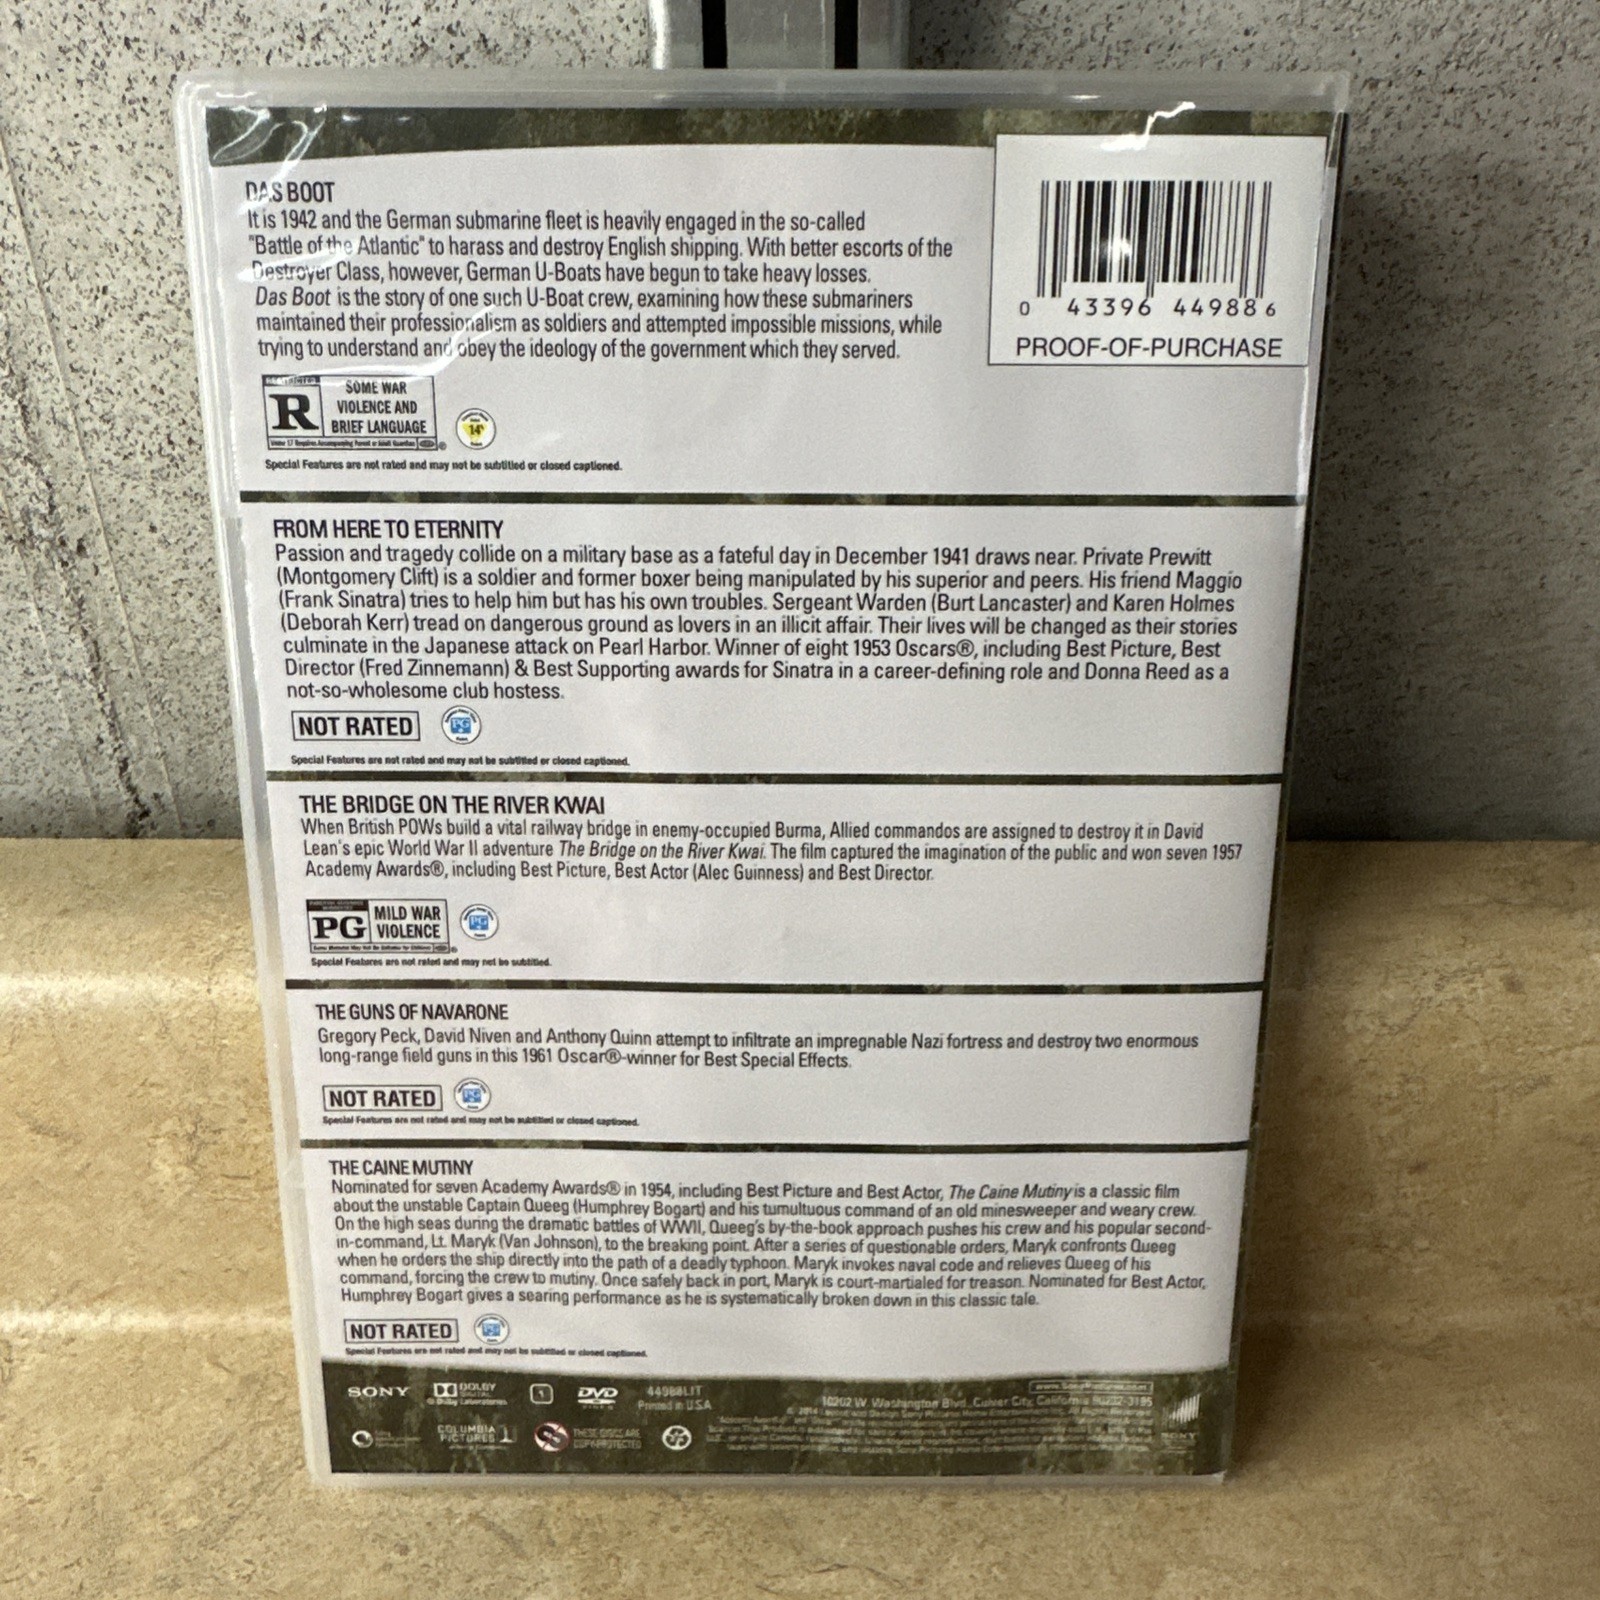 DAS BOOT
It is 1942 and the German submarine fleet is heavily engaged in the so-called
"Battle of the Atlantic" to harass and destroy English shipping. With better escorts of the
Destroyer Class, however, German U-Boats have begun to take heavy losses.
Das Boot is the story of one such U-Boat crew, examining how these submariners
maintained their professionalism as soldiers and attempted impossible missions, while
trying to understand and obey the ideology of the government which they served.
0 43396 44988 6
PROOF-OF-PURCHASE
RESTRICTED
R
SOME WAR
VIOLENCE AND
BRIEF LANGUAGE
Under 17 Requires Accompanying Parent or Adult Guardian
14
Special Features are not rated and may not be subtitled or closed captioned.
FROM HERE TO ETERNITY
Passion and tragedy collide on a military base as a fateful day in December 1941 draws near. Private Prewitt
(Montgomery Clift) is a soldier and former boxer being manipulated by his superior and peers. His friend Maggio
(Frank Sinatra) tries to help him but has his own troubles. Sergeant Warden (Burt Lancaster) and Karen Holmes
(Deborah Kerr) tread on dangerous ground as lovers in an illicit affair. Their lives will be changed as their stories
culminate in the Japanese attack on Pearl Harbor. Winner of eight 1953 Oscars®, including Best Picture, Best
Director (Fred Zinnemann) & Best Supporting awards for Sinatra in a career-defining role and Donna Reed as a
not-so-wholesome club hostess.
NOT RATED
PG
Special Features are not rated and may not be subtitled or closed captioned.
THE BRIDGE ON THE RIVER KWAI
When British POWs build a vital railway bridge in enemy-occupied Burma, Allied commandos are assigned to destroy it in David
Lean's epic World War II adventure The Bridge on the River Kwai. The film captured the imagination of the public and won seven 1957
Academy Awards®, including Best Picture, Best Actor (Alec Guinness) and Best Director.
PG
MILD WAR
VIOLENCE
PG
Special Features are not rated and may not be subtitled.
THE GUNS OF NAVARONE
Gregory Peck, David Niven and Anthony Quinn attempt to infiltrate an impregnable Nazi fortress and destroy two enormous
long-range field guns in this 1961 Oscar®-winner for Best Special Effects.
NOT RATED
PG
Special Features are not rated and may not be subtitled or closed captioned.
THE CAINE MUTINY
Nominated for seven Academy Awards® in 1954, including Best Picture and Best Actor, The Caine Mutiny is a classic film
about the unstable Captain Queeg (Humphrey Bogart) and his tumultuous command of an old minesweeper and weary crew.
On the high seas during the dramatic battles of WWII, Queeg's by-the-book approach pushes his crew and his popular second-
in-command, Lt. Maryk (Van Johnson), to the breaking point. After a series of questionable orders, Maryk confronts Queeg
when he orders the ship directly into the path of a deadly typhoon. Maryk invokes naval code and relieves Queeg of his
command, forcing the crew to mutiny. Once safely back in port, Maryk is court-martialed for treason. Nominated for Best Actor,
Humphrey Bogart gives a searing performance as he is systematically broken down in this classic tale.
NOT RATED
PG
Special Features are not rated and may not be subtitled or closed captioned.
SONY
DOLBY
DIGITAL
1
DVD
VIDEO
44988LIT
Printed in U.S.A
10202 W. Washington Blvd., Culver City, California 90232-3195
COLUMBIA
PICTURES
THESE DISCS ARE
COPY-PROTECTED
SONY